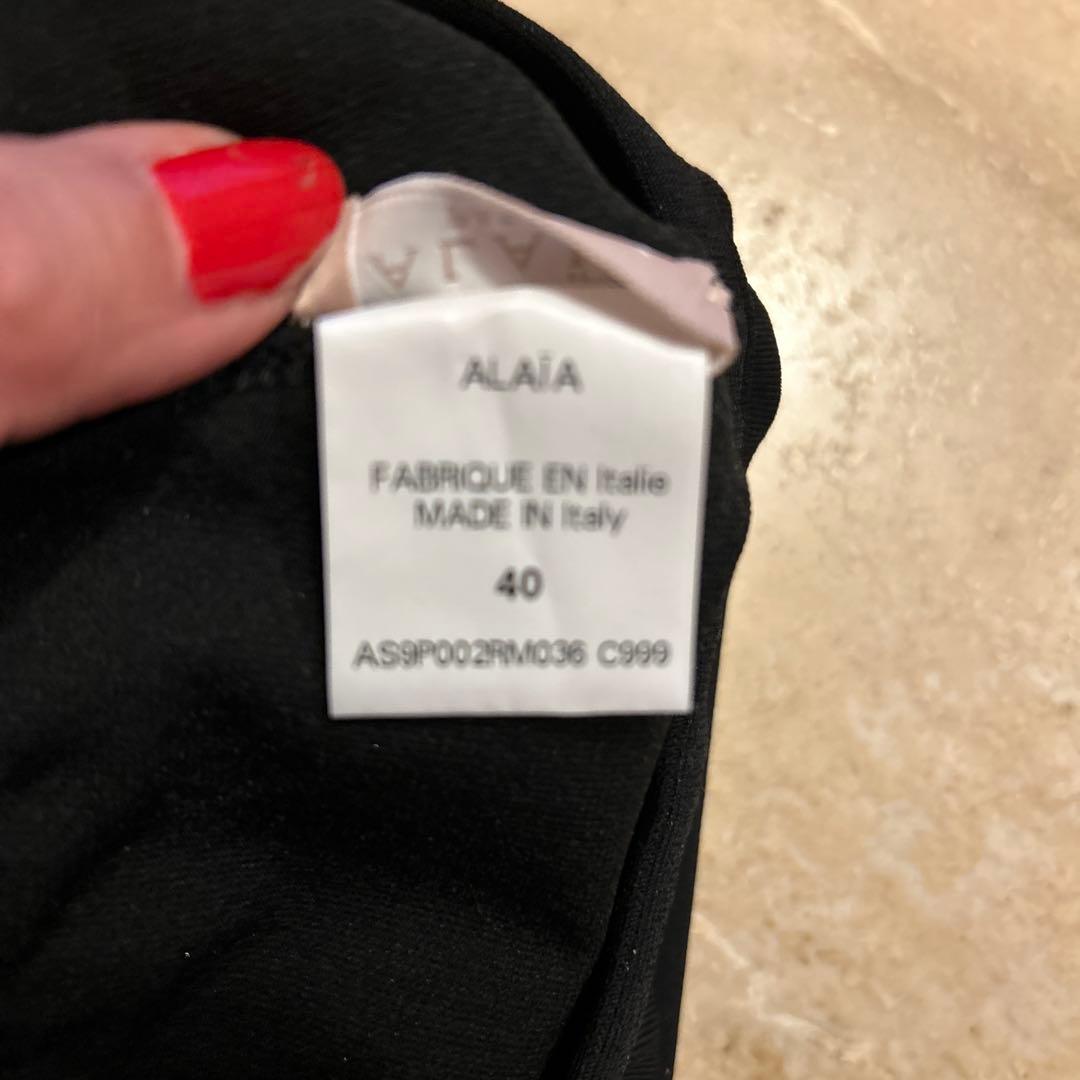 ALAÏA
FABRIQUE EN Italie
MADE IN Italy
40
AS9P002RM036 C999